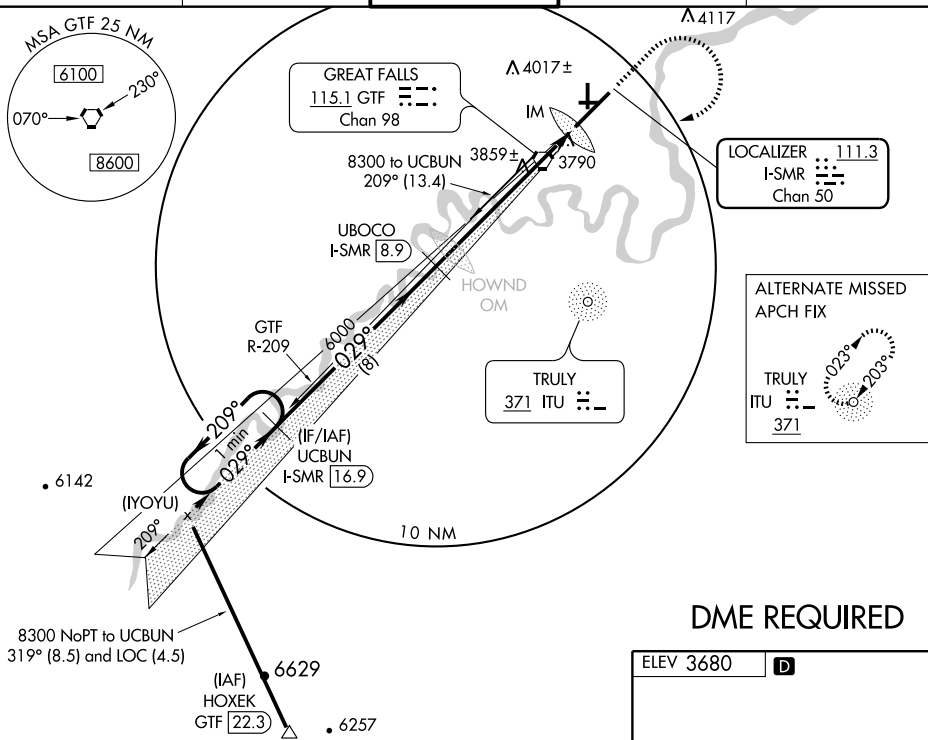 MSA GTF 25 NM
6100
230°
070°
8600
GREAT FALLS
115.1 GTF
Chan 98
4117
4017±
IM
3859±
3790
8300 to UCBUN
209° (13.4)
LOCALIZER 111.3
I-SMR
Chan 50
UBOCO
I-SMR 8.9
HOWND
OM
GTF
R-209
6000
029°
(8)
TRULY
371 ITU
ALTERNATE MISSED
APCH FIX
TRULY
ITU
371
023°
203°
209°
1 min
029°
(IF/IAF)
UCBUN
I-SMR 16.9
6142
(IYOYU)
209°
10 NM
8300 NoPT to UCBUN
319° (8.5) and LOC (4.5)
6629
(IAF)
HOXEK
GTF 22.3
6257
DME REQUIRED
ELEV 3680 D